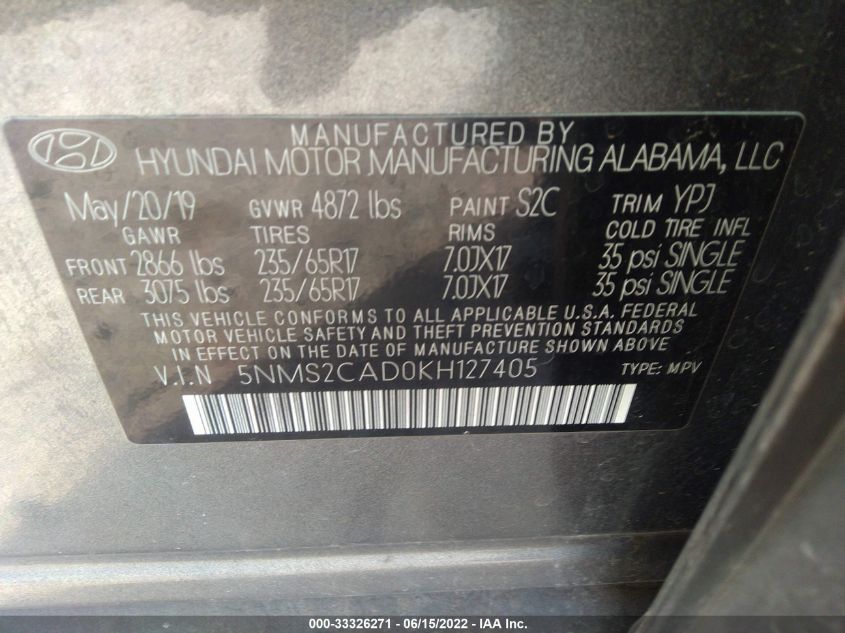 MANUFACTURED BY
HYUNDAI MOTOR MANUFACTURING ALABAMA, LLC
May/20/19 GVWR 4872 lbs PAINT S2C TRIM YPJ
GAWR TIRES RIMS COLD TIRE INFL
FRONT 2866 lbs 235/65R17 7.0JX17 35 psi SINGLE
REAR 3075 lbs 235/65R17 7.0JX17 35 psi SINGLE
THIS VEHICLE CONFORMS TO ALL APPLICABLE U.S.A. FEDERAL
MOTOR VEHICLE SAFETY AND THEFT PREVENTION STANDARDS
IN EFFECT ON THE DATE OF MANUFACTURE SHOWN ABOVE
V.I.N 5NMS2CAD0KH127405 TYPE: MPV
000-33326271 - 06/15/2022 - IAA Inc.